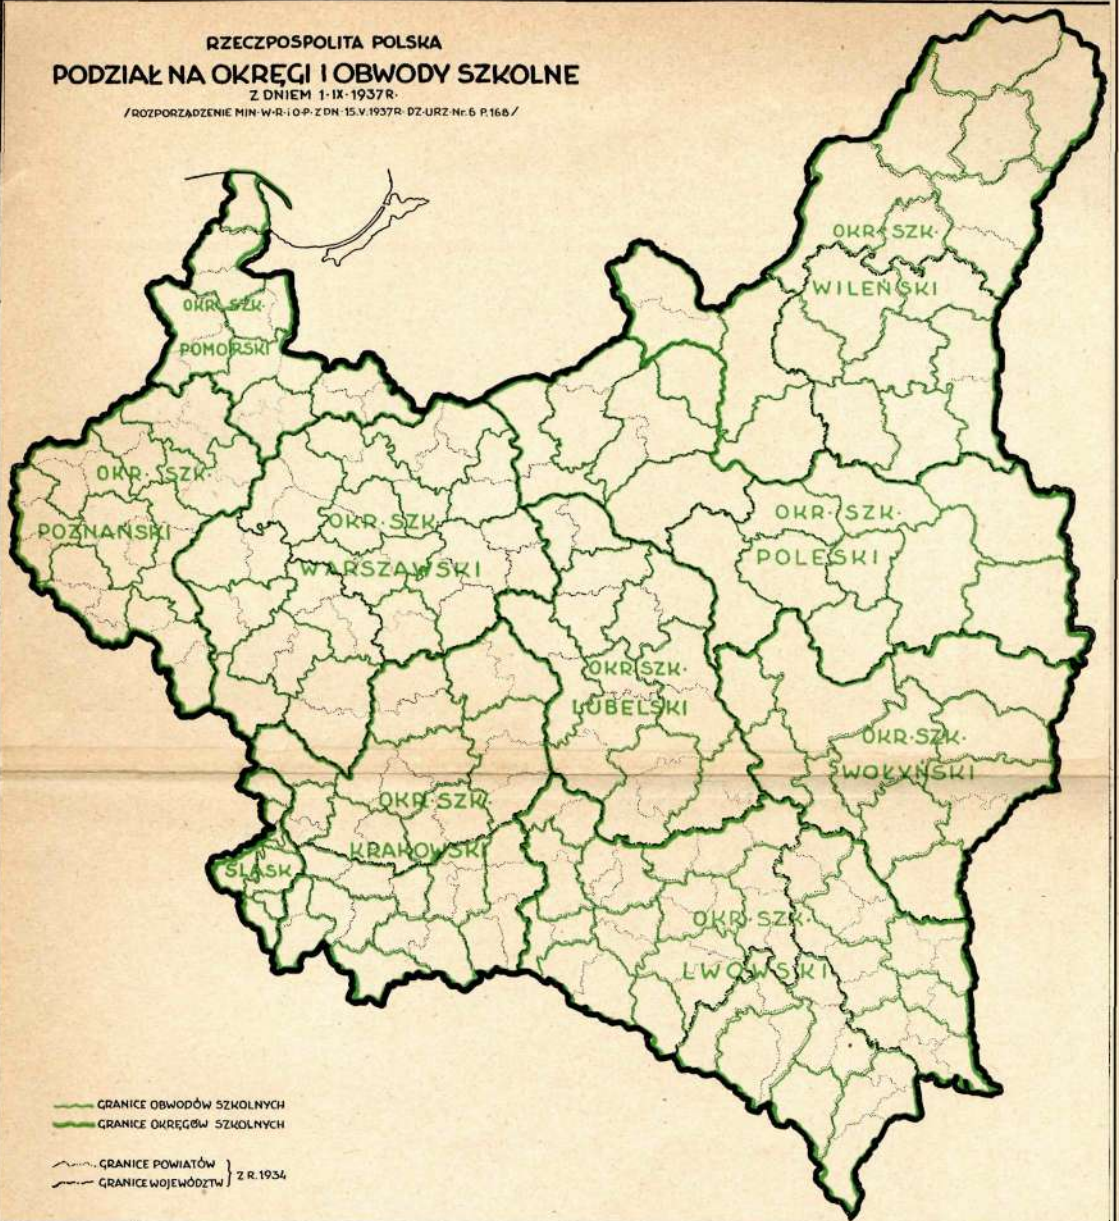 RZECZPOSPOLITA POLSKA
PODZIAŁ NA OKRĘGI I OBWODY SZKOLNE
Z DNIEM 1·IX·1937R·
/ROZPORZĄDZENIE MIN·W·R·i O·P· Z DN·15.V.1937R· DZ·URZ·Nr.6 P.168/
OKR·SZK·
WILEŃSKI
OKR·SZK·
POMORSKI
OKR·SZK·
POZNAŃSKI
OKR·SZK·
WARSZAWSKI
OKR·SZK·
POLESKI
OKR·SZK·
LUBELSKI
OKR·SZK·
WOŁYŃSKI
OKR·SZK·
KRAKOWSKI
ŚLĄSK
OKR·SZK·
LWOWSKI
GRANICE OBWODÓW SZKOLNYCH
GRANICE OKRĘGÓW SZKOLNYCH
GRANICE POWIATÓW
GRANICE WOJEWÓDZTW
Z R.1934